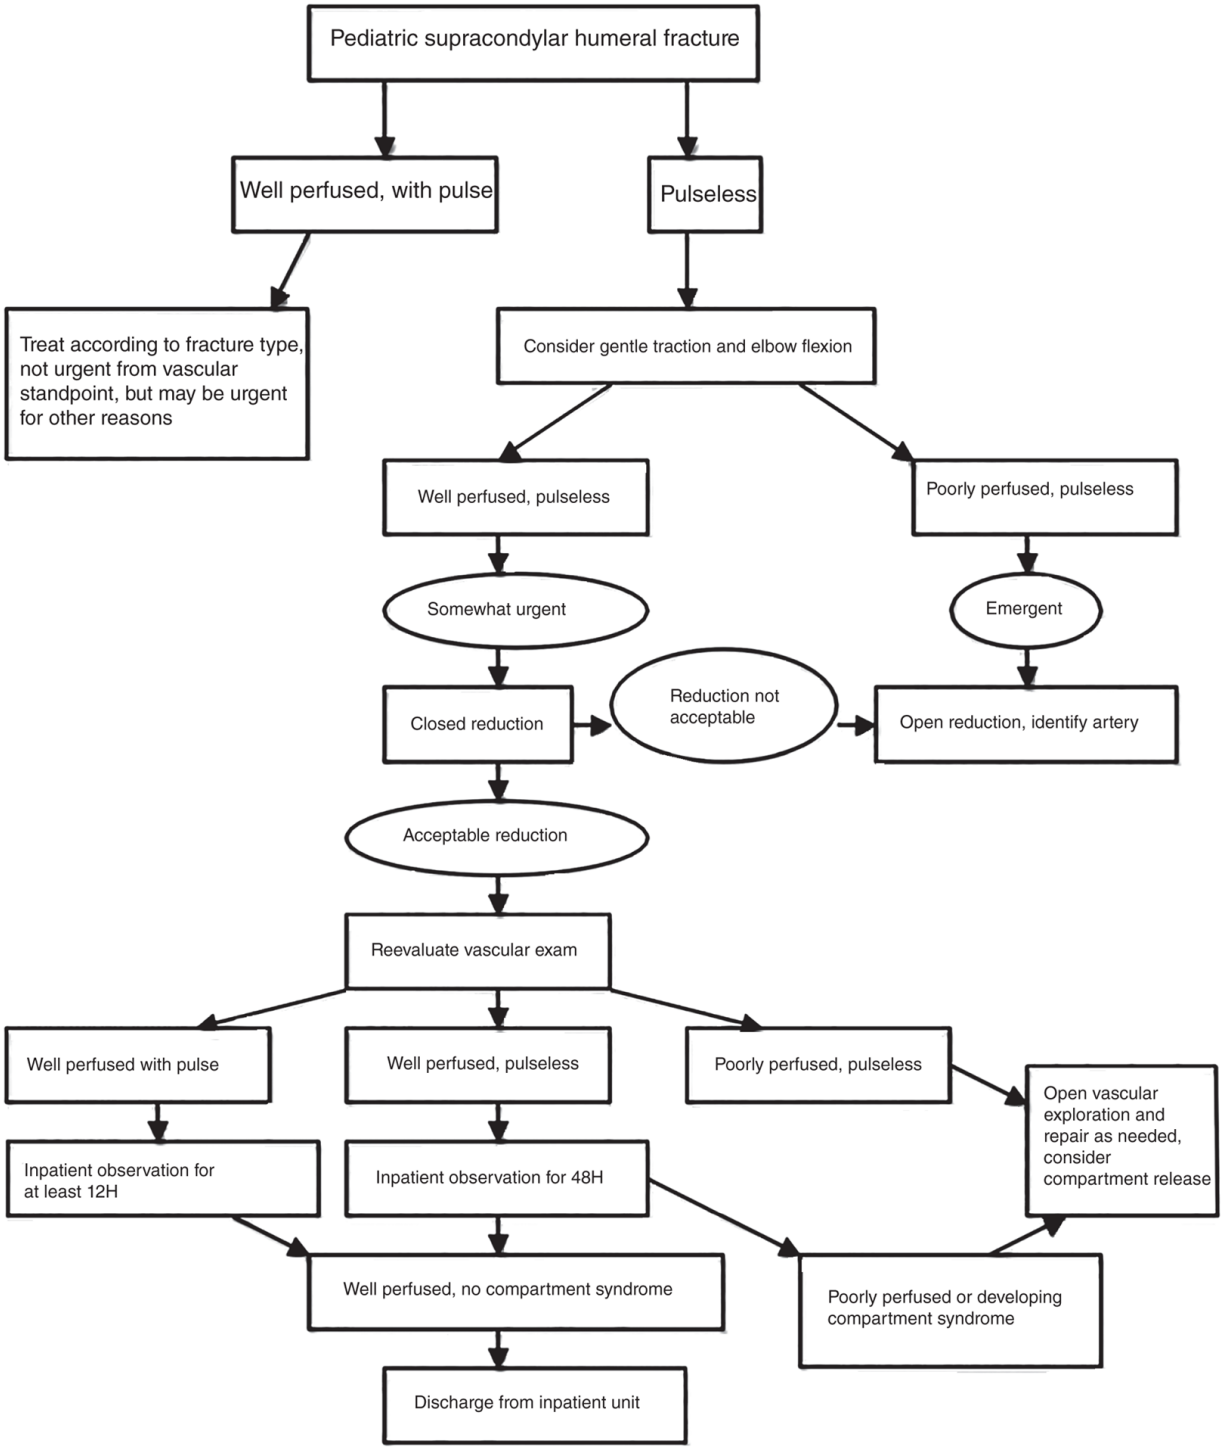 Pediatric supracondylar humeral fracture
Well perfused, with pulse
Pulseless
Treat according to fracture type,
not urgent from vascular
standpoint, but may be urgent
for other reasons
Consider gentle traction and elbow flexion
Well perfused, pulseless
Poorly perfused, pulseless
Somewhat urgent
Emergent
Closed reduction
Reduction not
acceptable
Open reduction, identify artery
Acceptable reduction
Reevaluate vascular exam
Well perfused with pulse
Well perfused, pulseless
Poorly perfused, pulseless
Open vascular
exploration and
repair as needed,
consider
compartment release
Inpatient observation for
at least 12H
Inpatient observation for 48H
Well perfused, no compartment syndrome
Poorly perfused or developing
compartment syndrome
Discharge from inpatient unit